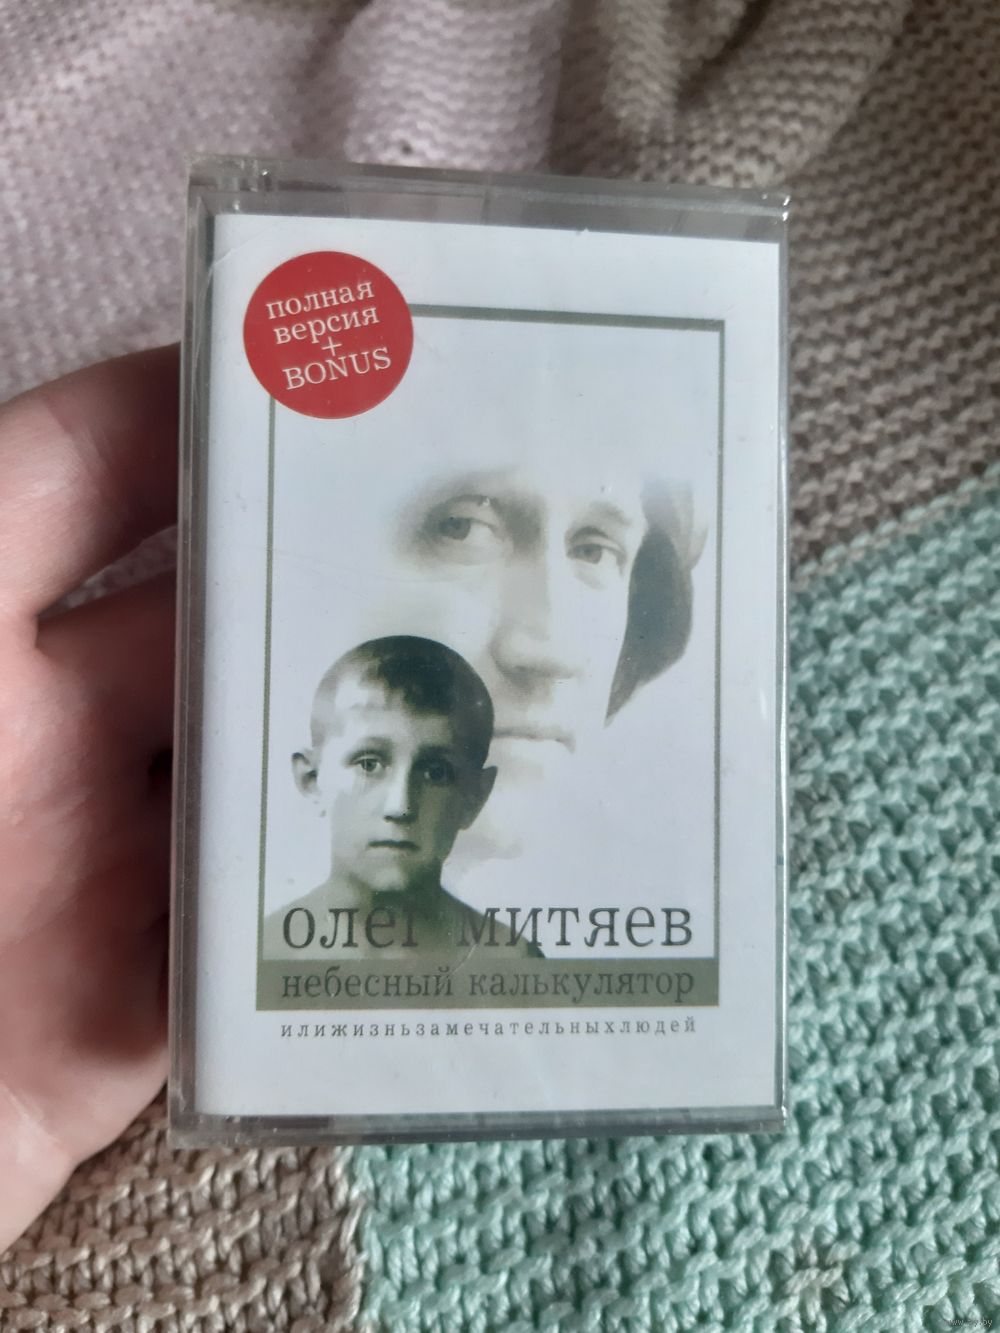 полная
версия
+
BONUS
олег митяев
небесный калькулятор
илижизньзамечательныхлюдей